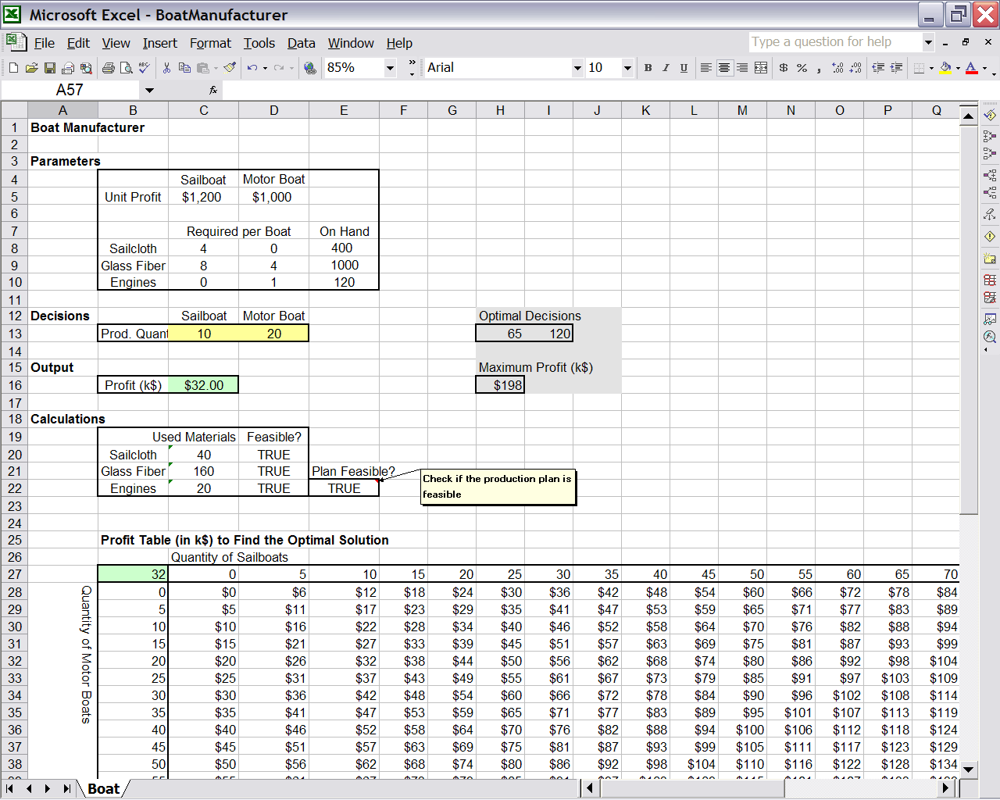 Microsoft Excel - BoatManufacturer
File Edit View Insert Format Tools Data Window Help Type a question for help
85% Arial 10 B I U $ % ,
A57 fx
A B C D E F G H I J K L M N O P Q
1 Boat Manufacturer
2
3 Parameters
4 Sailboat Motor Boat
5 Unit Profit $1,200 $1,000
6
7 Required per Boat On Hand
8 Sailcloth 4 0 400
9 Glass Fiber 8 4 1000
10 Engines 0 1 120
11
12 Decisions Sailboat Motor Boat Optimal Decisions
13 Prod. Quant 10 20 65 120
14
15 Output Maximum Profit (k$)
16 Profit (k$) $32.00 $198
17
18 Calculations
19 Used Materials Feasible?
20 Sailcloth 40 TRUE
21 Glass Fiber 160 TRUE Plan Feasible?
22 Engines 20 TRUE TRUE
Check if the production plan is
feasible
23
24
25 Profit Table (in k$) to Find the Optimal Solution
26 Quantity of Sailboats
27 32 0 5 10 15 20 25 30 35 40 45 50 55 60 65 70
Quantity of Motor Boats
28 0 $0 $6 $12 $18 $24 $30 $36 $42 $48 $54 $60 $66 $72 $78 $84
29 5 $5 $11 $17 $23 $29 $35 $41 $47 $53 $59 $65 $71 $77 $83 $89
30 10 $10 $16 $22 $28 $34 $40 $46 $52 $58 $64 $70 $76 $82 $88 $94
31 15 $15 $21 $27 $33 $39 $45 $51 $57 $63 $69 $75 $81 $87 $93 $99
32 20 $20 $26 $32 $38 $44 $50 $56 $62 $68 $74 $80 $86 $92 $98 $104
33 25 $25 $31 $37 $43 $49 $55 $61 $67 $73 $79 $85 $91 $97 $103 $109
34 30 $30 $36 $42 $48 $54 $60 $66 $72 $78 $84 $90 $96 $102 $108 $114
35 35 $35 $41 $47 $53 $59 $65 $71 $77 $83 $89 $95 $101 $107 $113 $119
36 40 $40 $46 $52 $58 $64 $70 $76 $82 $88 $94 $100 $106 $112 $118 $124
37 45 $45 $51 $57 $63 $69 $75 $81 $87 $93 $99 $105 $111 $117 $123 $129
38 50 $50 $56 $62 $68 $74 $80 $86 $92 $98 $104 $110 $116 $122 $128 $134
Boat